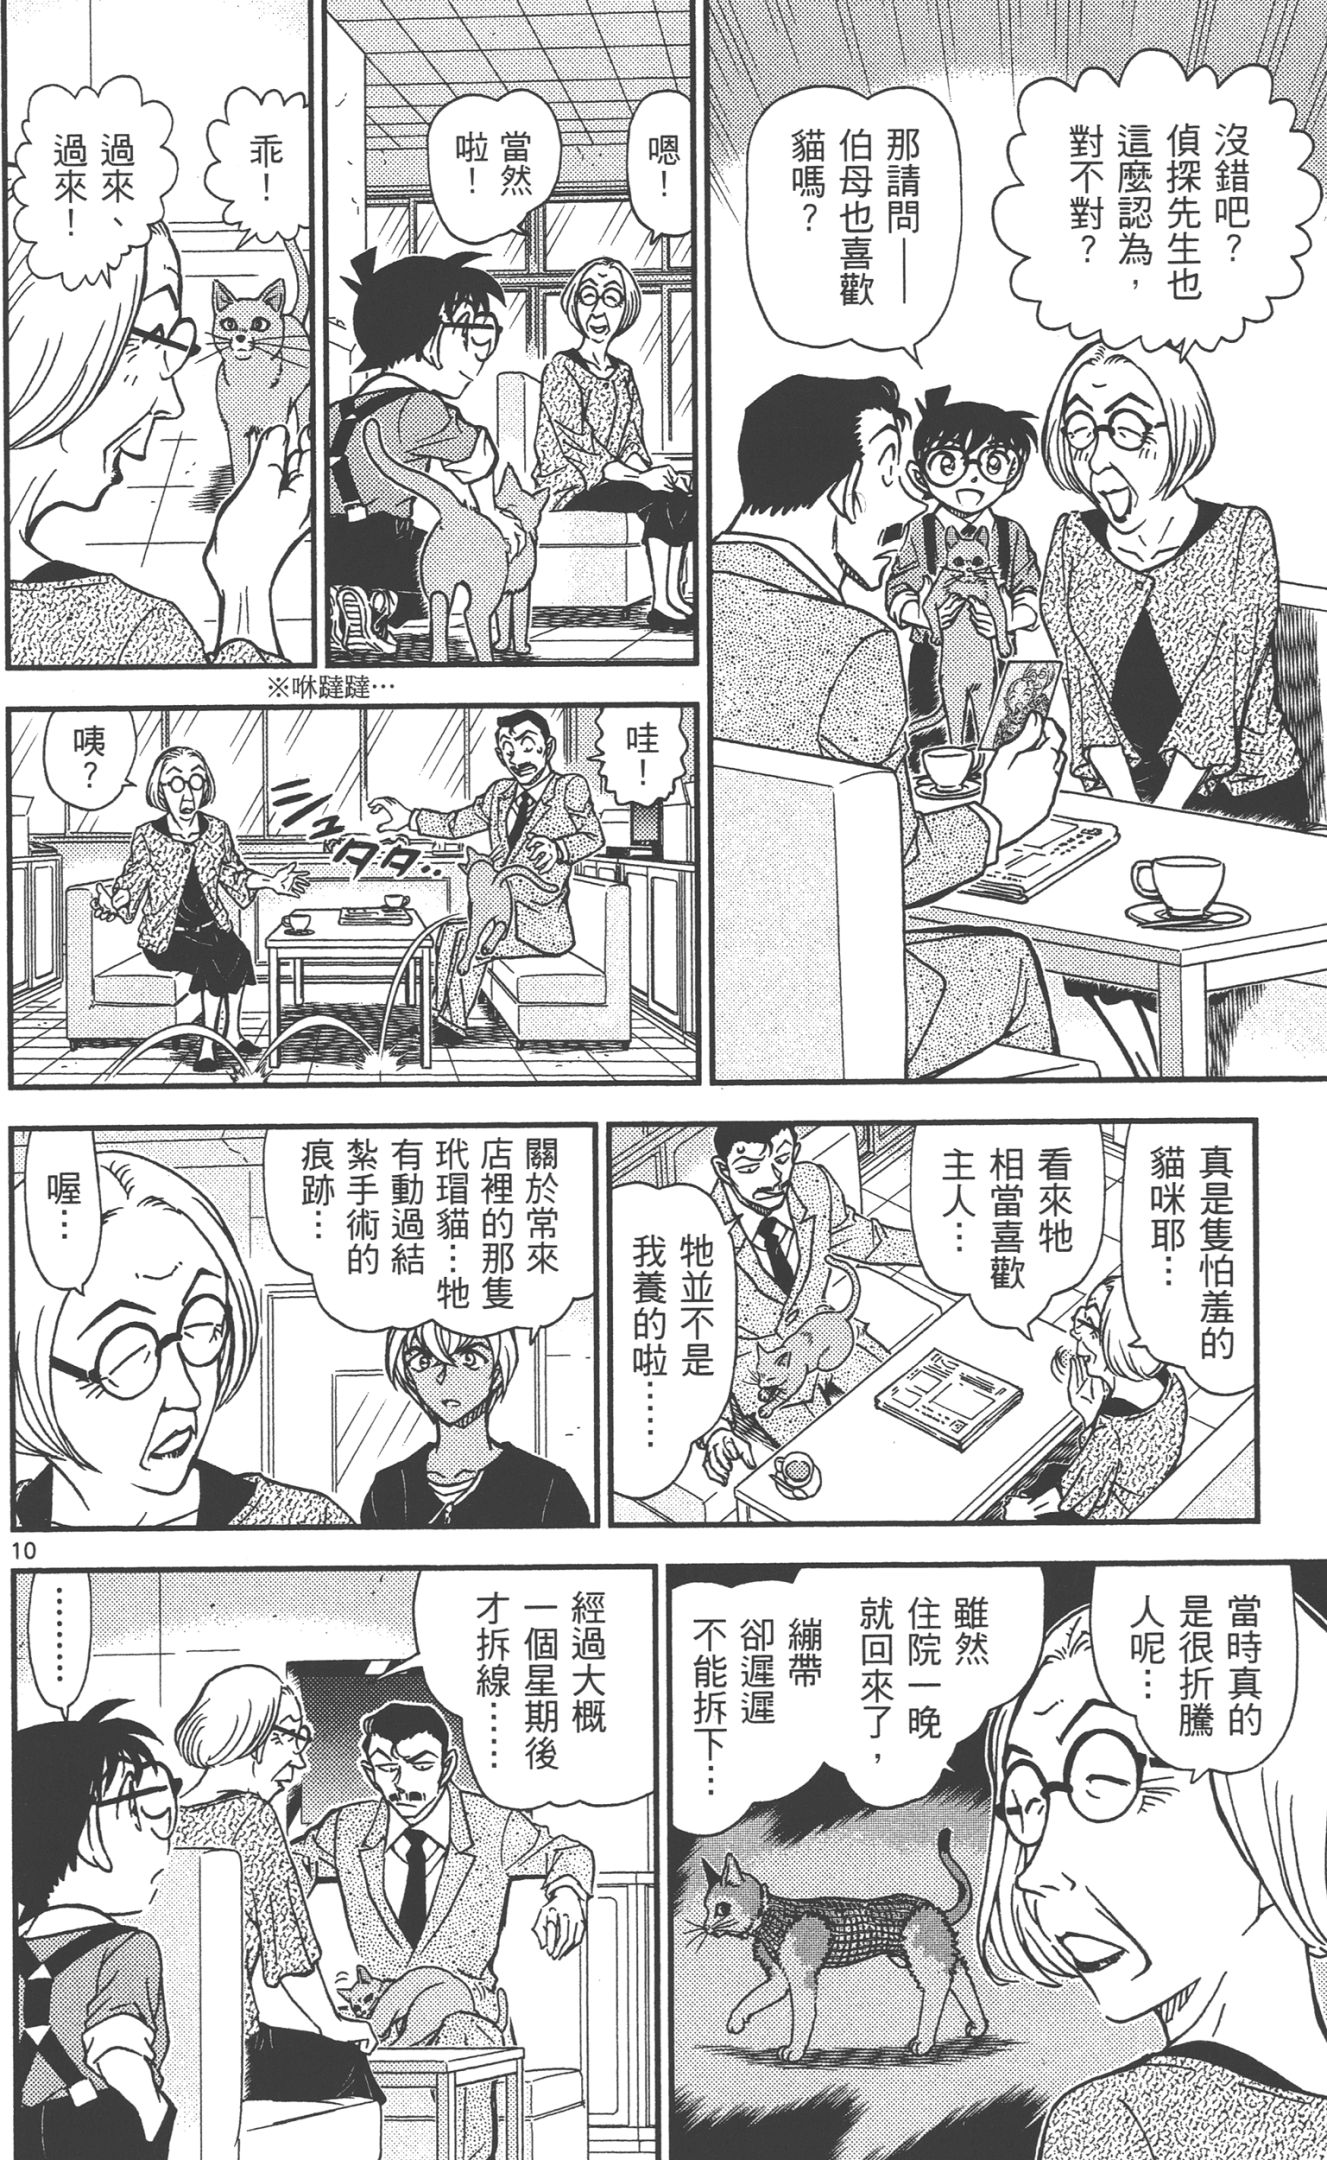 沒錯吧？
偵探先生也
這麼認為，
對不對？
那請問——
伯母也喜歡
貓嗎？
嗯！
當然
啦！
乖！
過來、
過來！
※咻躂躂…
哇！
シュタタ…
咦？
真是隻怕羞的
貓咪耶…
看來牠
相當喜歡
主人…
牠並不是
我養的啦……
關於常來
店裡的那隻
玳瑁貓…牠
有動過結
紮手術的
痕跡…
喔…
10
當時真的
是很折騰
人呢…
雖然
住院一晚
就回來了，
繃帶
卻遲遲
不能拆下…
經過大概
一個星期後
才拆線……
………